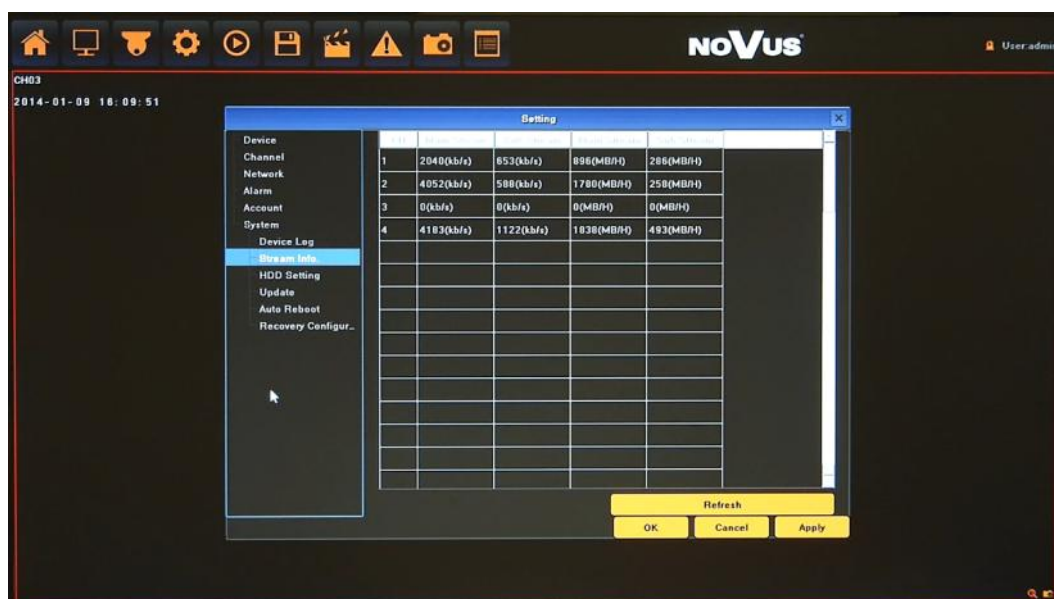 NOVUS
User:admi
CH03
2014-01-09 16:09:51
Setting
Device
Channel
Network
Alarm
Account
System
Device Log
Stream Info.
HDD Setting
Update
Auto Reboot
Recovery Configur..
1 2040(kb/s) 653(kb/s) 896(MB/H) 286(MB/H)
2 4052(kb/s) 588(kb/s) 1780(MB/H) 258(MB/H)
3 0(kb/s) 0(kb/s) 0(MB/H) 0(MB/H)
4 4183(kb/s) 1122(kb/s) 1838(MB/H) 493(MB/H)
Refresh
OK Cancel Apply